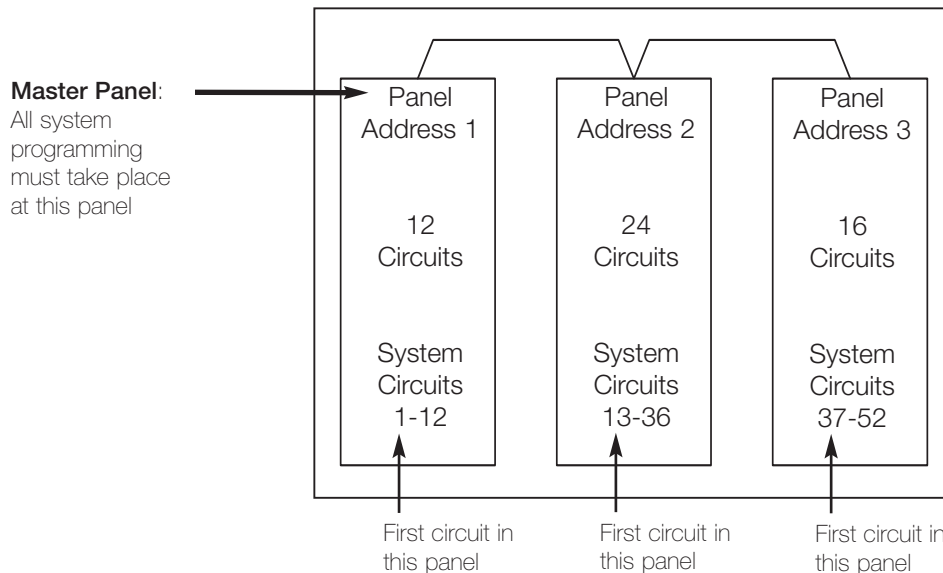 Master Panel:
All system
programming
must take place
at this panel
Panel
Address 1
12
Circuits
System
Circuits
1-12
Panel
Address 2
24
Circuits
System
Circuits
13-36
Panel
Address 3
16
Circuits
System
Circuits
37-52
First circuit in
this panel
First circuit in
this panel
First circuit in
this panel